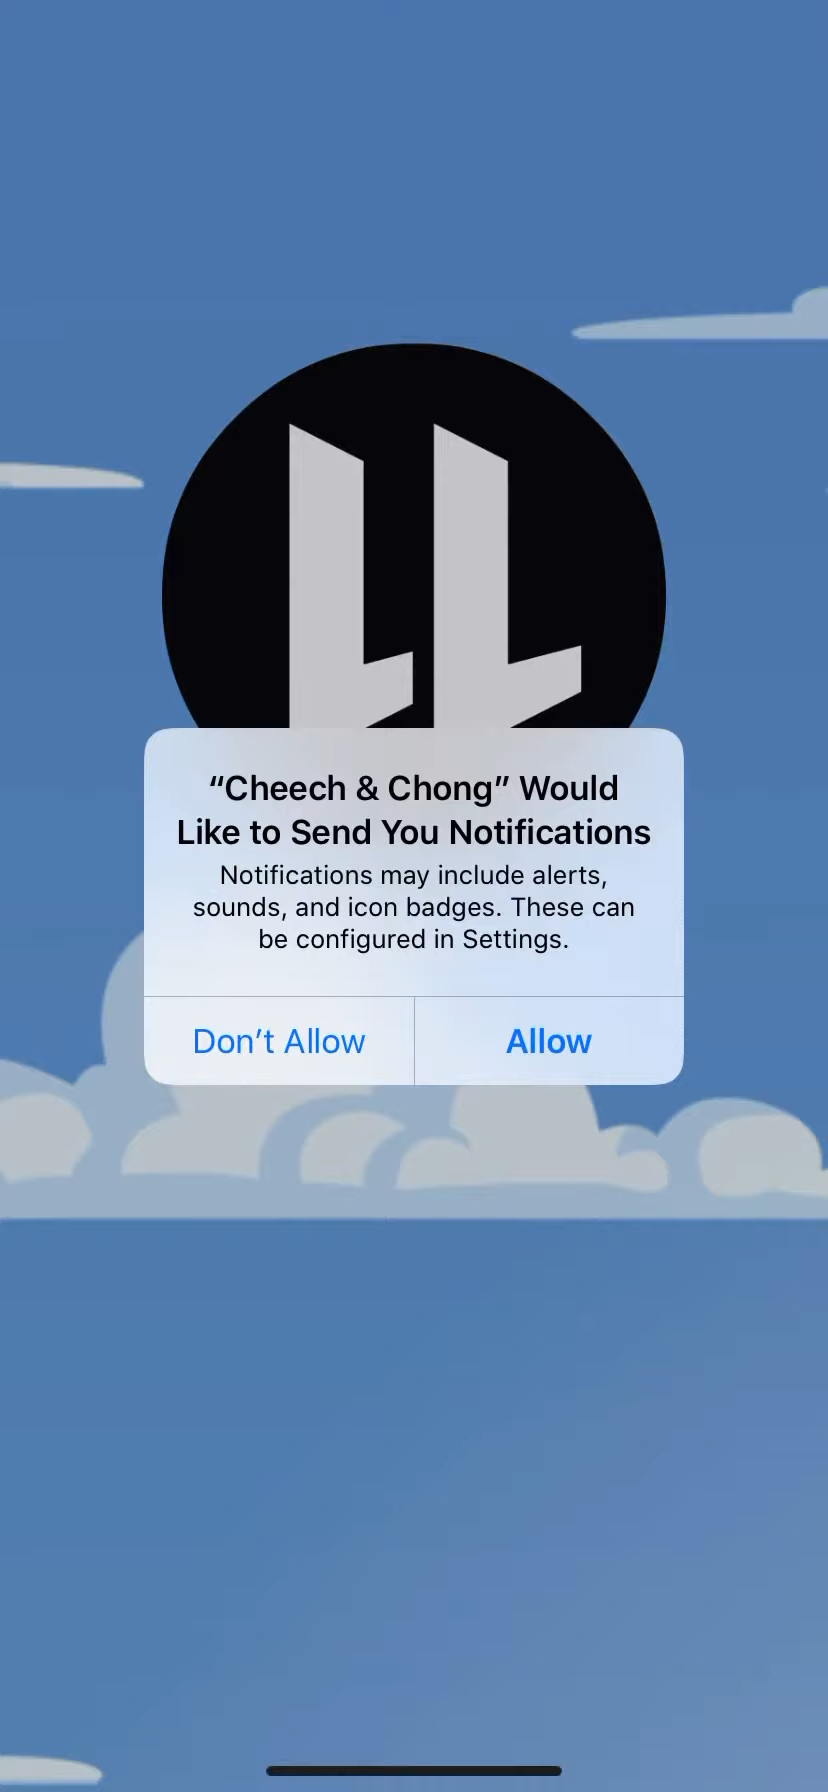 “Cheech & Chong” Would
Like to Send You Notifications
Notifications may include alerts,
sounds, and icon badges. These can
be configured in Settings.
Don’t Allow
Allow